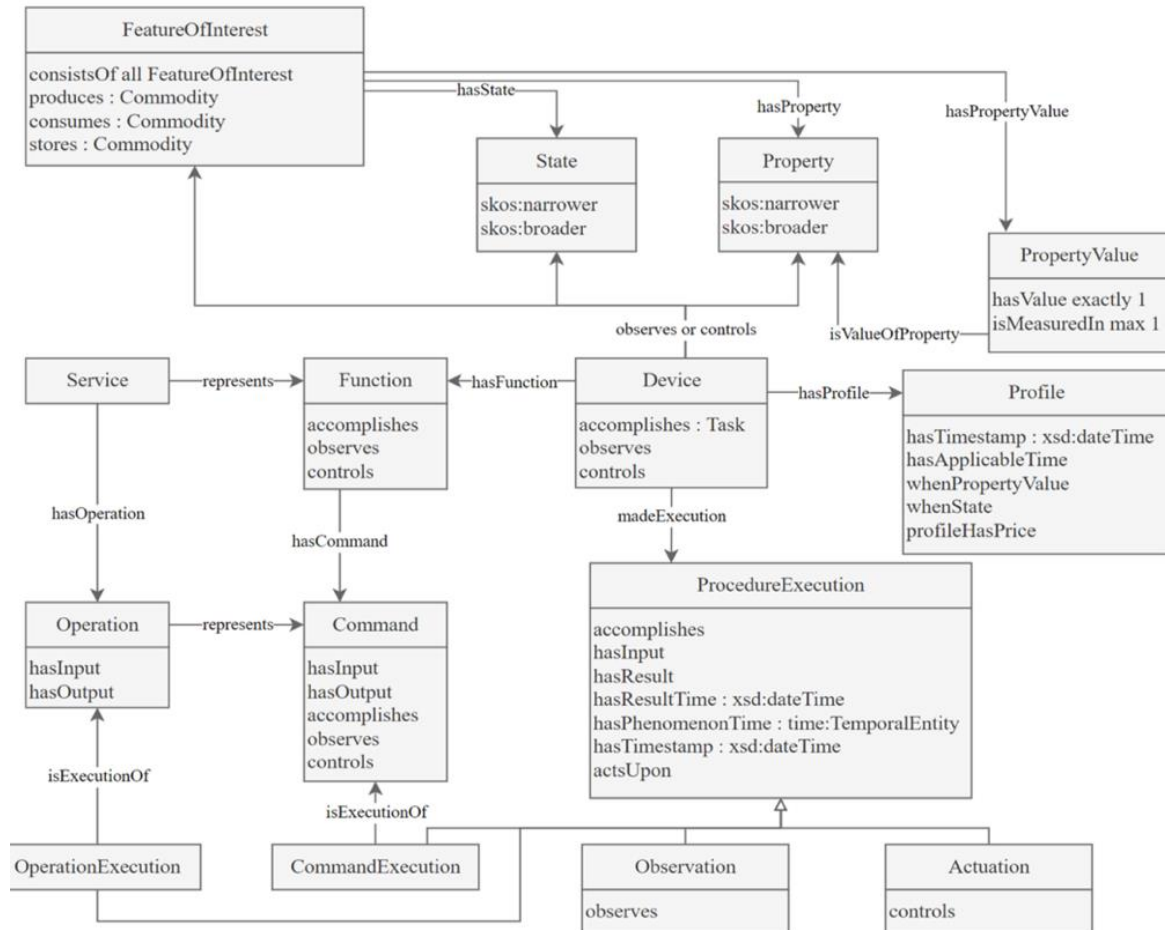 FeatureOfInterest
consistsOf all FeatureOfInterest
produces : Commodity
consumes : Commodity
stores : Commodity
hasState
hasProperty
hasPropertyValue
State
skos:narrower
skos:broader
Property
skos:narrower
skos:broader
PropertyValue
hasValue exactly 1
isMeasuredIn max 1
observes or controls
isValueOfProperty
Service
represents
Function
accomplishes
observes
controls
hasFunction
Device
accomplishes : Task
observes
controls
hasProfile
Profile
hasTimestamp : xsd:dateTime
hasApplicableTime
whenPropertyValue
whenState
profileHasPrice
hasOperation
hasCommand
madeExecution
Operation
hasInput
hasOutput
represents
Command
hasInput
hasOutput
accomplishes
observes
controls
ProcedureExecution
accomplishes
hasInput
hasResult
hasResultTime : xsd:dateTime
hasPhenomenonTime : time:TemporalEntity
hasTimestamp : xsd:dateTime
actsUpon
isExecutionOf
isExecutionOf
OperationExecution
CommandExecution
Observation
observes
Actuation
controls